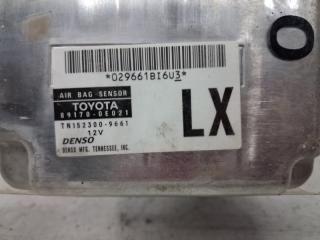 O
*029661BI6U3*
AIR BAG SENSOR
TOYOTA
89170-0E021
TN152300-9661
12V
DENSO
DENSO MFG. TENNESSEE, INC.
LX